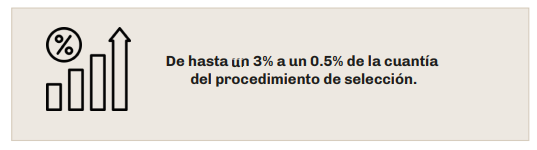 %
De hasta un 3% a un 0.5% de la cuantía
del procedimiento de selección.